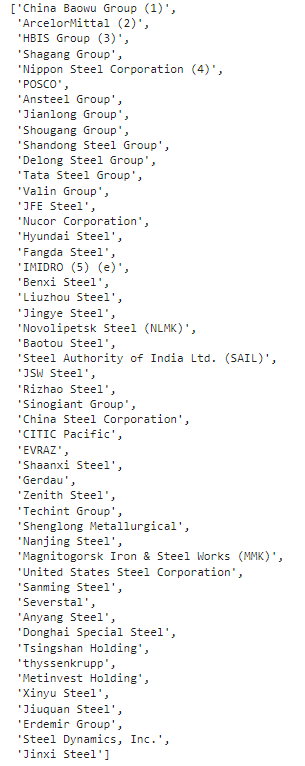 ['China Baowu Group (1)',
'ArcelorMittal (2)',
'HBIS Group (3)',
'Shagang Group',
'Nippon Steel Corporation (4)',
'POSCO',
'Ansteel Group',
'Jianlong Group',
'Shougang Group',
'Shandong Steel Group',
'Delong Steel Group',
'Tata Steel Group',
'Valin Group',
'JFE Steel',
'Nucor Corporation',
'Hyundai Steel',
'Fangda Steel',
'IMIDRO (5) (e)',
'Benxi Steel',
'Liuzhou Steel',
'Jingye Steel',
'Novolipetsk Steel (NLMK)',
'Baotou Steel',
'Steel Authority of India Ltd. (SAIL)',
'JSW Steel',
'Rizhao Steel',
'Sinogiant Group',
'China Steel Corporation',
'CITIC Pacific',
'EVRAZ',
'Shaanxi Steel',
'Gerdau',
'Zenith Steel',
'Techint Group',
'Shenglong Metallurgical',
'Nanjing Steel',
'Magnitogorsk Iron & Steel Works (MMK)',
'United States Steel Corporation',
'Sanming Steel',
'Severstal',
'Anyang Steel',
'Donghai Special Steel',
'Tsingshan Holding',
'thyssenkrupp',
'Metinvest Holding',
'Xinyu Steel',
'Jiuquan Steel',
'Erdemir Group',
'Steel Dynamics, Inc.',
'Jinxi Steel']